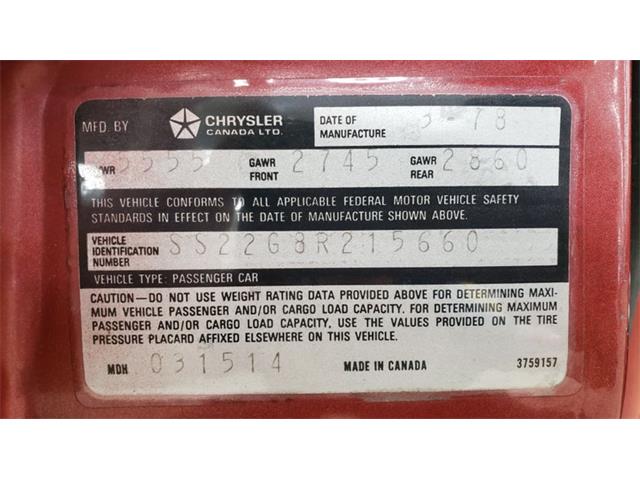 MFD. BY CHRYSLER CANADA LTD. DATE OF MANUFACTURE 3-78
GVWR 5555 GAWR FRONT 2745 GAWR REAR 2860
THIS VEHICLE CONFORMS TO ALL APPLICABLE FEDERAL MOTOR VEHICLE SAFETY
STANDARDS IN EFFECT ON THE DATE OF MANUFACTURE SHOWN ABOVE.
VEHICLE IDENTIFICATION NUMBER SS22G8R215660
VEHICLE TYPE: PASSENGER CAR
CAUTION—DO NOT USE WEIGHT RATING DATA PROVIDED ABOVE FOR DETERMINING MAXI-
MUM VEHICLE PASSENGER AND/OR CARGO LOAD CAPACITY. FOR DETERMINING MAXIMUM
PASSENGER AND/OR CARGO LOAD CAPACITY, USE THE VALUES PROVIDED ON THE TIRE
PRESSURE PLACARD AFFIXED ELSEWHERE ON THIS VEHICLE.
MDH 031514 MADE IN CANADA 3759157